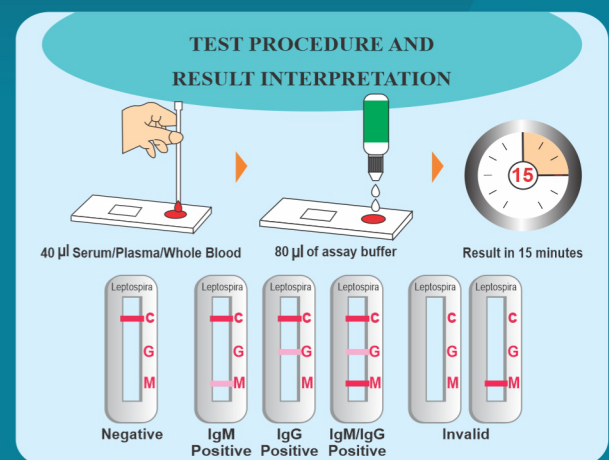 TEST PROCEDURE AND
RESULT INTERPRETATION
15
40 µl Serum/Plasma/Whole Blood
80 µl of assay buffer
Result in 15 minutes
Leptospira
C
G
M
Negative
Leptospira
C
G
M
IgM
Positive
Leptospira
C
G
M
IgG
Positive
Leptospira
C
G
M
IgM/IgG
Positive
Leptospira
C
G
M
Leptospira
C
G
M
Invalid